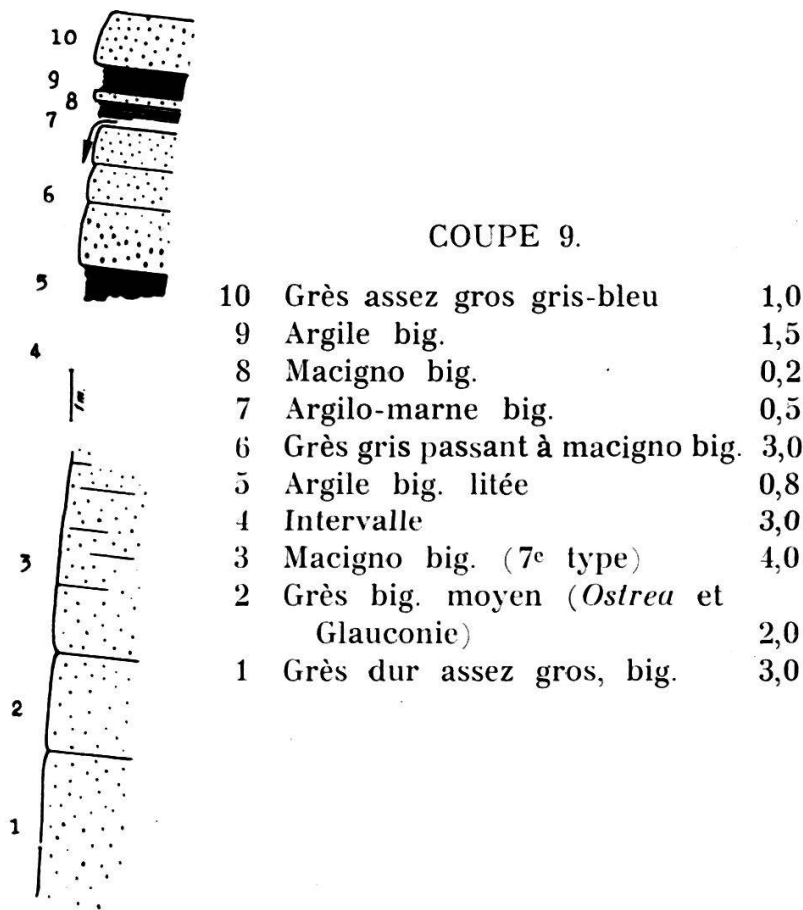 10
9
8
7
6
5
4
1m.
3
2
1
COUPE 9.
10 Grès assez gros gris-bleu 1,0
9 Argile big. 1,5
8 Macigno big. 0,2
7 Argilo-marne big. 0,5
6 Grès gris passant à macigno big. 3,0
5 Argile big. litée 0,8
4 Intervalle 3,0
3 Macigno big. (7e type) 4,0
2 Grès big. moyen (Ostrea et
Glauconie) 2,0
1 Grès dur assez gros, big. 3,0